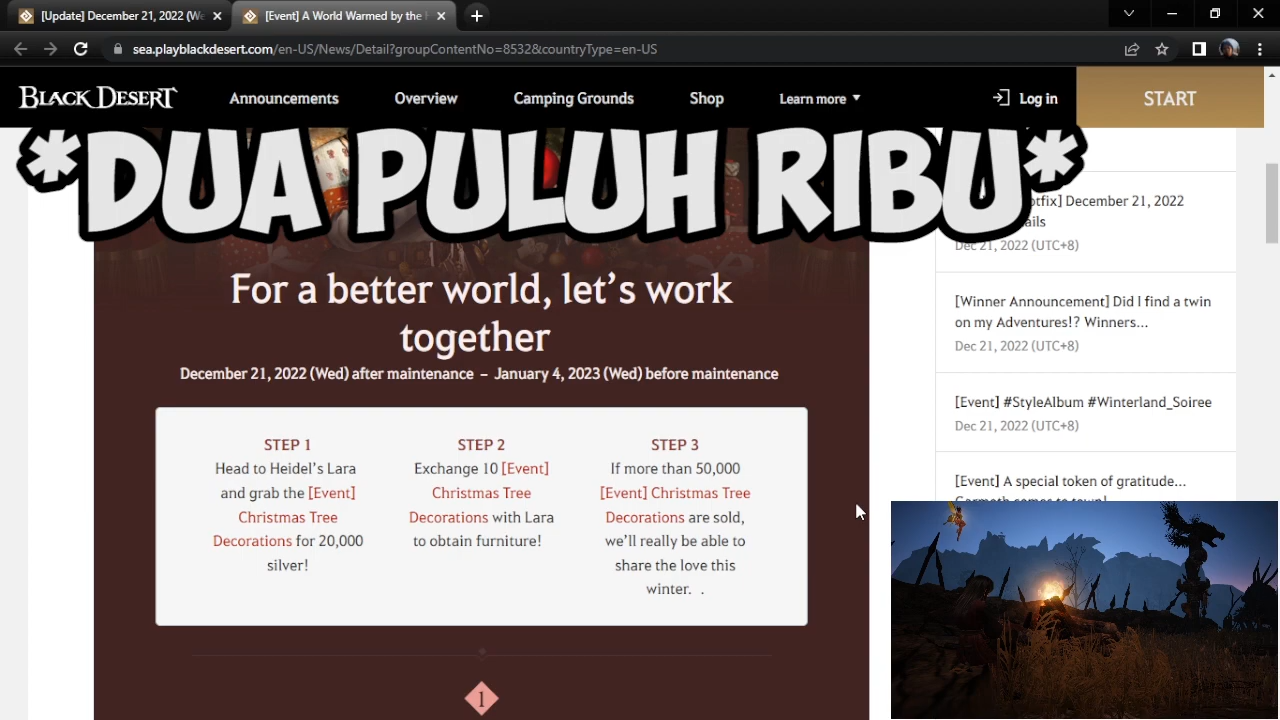 [Update] December 21, 2022 (We
[Event] A World Warmed by the H
sea.playblackdesert.com/en-US/News/Detail?groupContentNo=8532&countryType=en-US
BLACK DESERT
Announcements
Overview
Camping Grounds
Shop
Learn more
Log in
START
*DUA PULUH RIBU*
For a better world, let’s work
together
December 21, 2022 (Wed) after maintenance – January 4, 2023 (Wed) before maintenance
STEP 1
Head to Heidel’s Lara
and grab the [Event]
Christmas Tree
Decorations for 20,000
silver!
STEP 2
Exchange 10 [Event]
Christmas Tree
Decorations with Lara
to obtain furniture!
STEP 3
If more than 50,000
[Event] Christmas Tree
Decorations are sold,
we’ll really be able to
share the love this
winter. .
1
December 21, 2022
Dec 21, 2022 (UTC+8)
[Winner Announcement] Did I find a twin
on my Adventures!? Winners...
Dec 21, 2022 (UTC+8)
[Event] #StyleAlbum #Winterland_Soiree
Dec 21, 2022 (UTC+8)
[Event] A special token of gratitude...